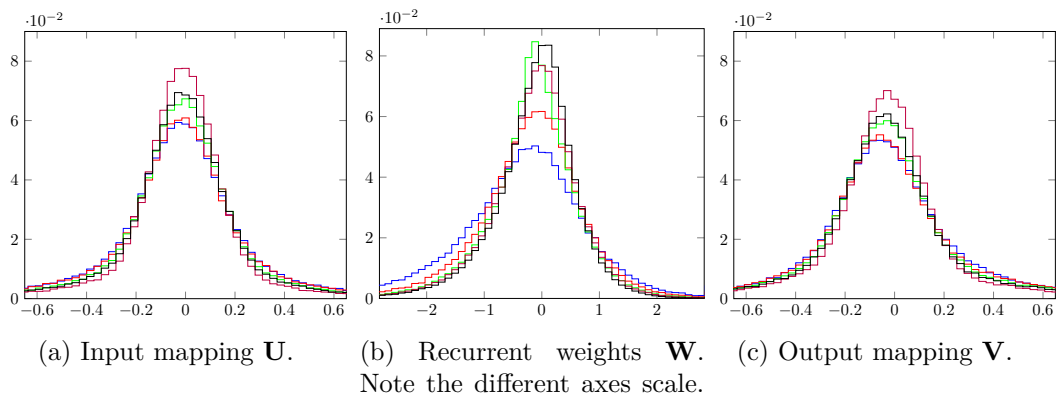 ·10⁻²
−0.6 −0.4 −0.2 0 0.2 0.4 0.6
0
2
4
6
8
(a) Input mapping U.
·10⁻²
−2 −1 0 1 2
0
2
4
6
8
(b) Recurrent weights W.
Note the different axes scale.
·10⁻²
−0.6 −0.4 −0.2 0 0.2 0.4 0.6
0
2
4
6
8
(c) Output mapping V.